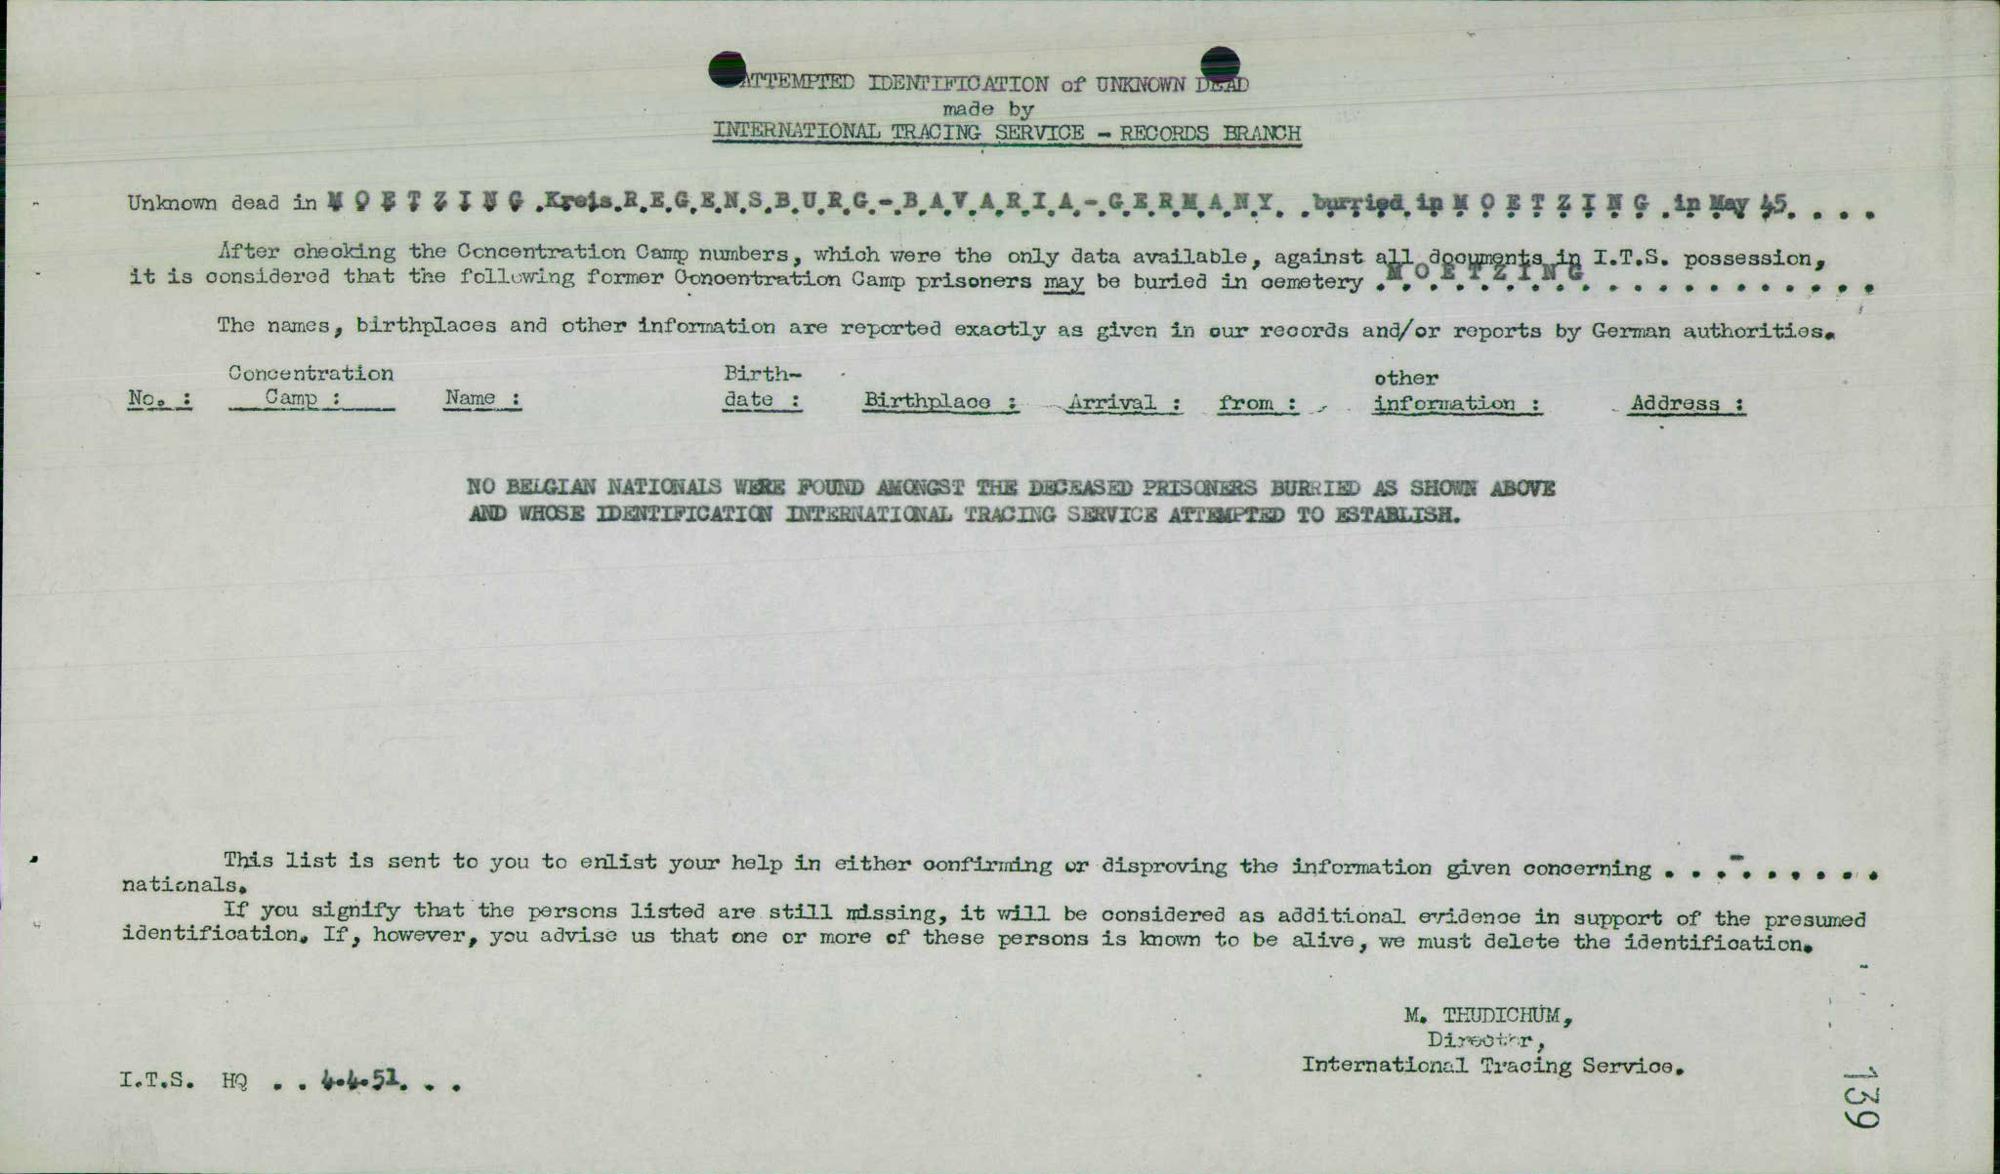 ATTEMPTED IDENTIFICATION of UNKNOWN DEAD
made by
INTERNATIONAL TRACING SERVICE - RECORDS BRANCH
Unknown dead in M O E T Z I N G .Kreis.R.E.G.E.N.S.B.U.R.G.-.B.A.V.A.R.I.A.-.G.E.R.M.A.N.Y. .burried.in M O E T Z I N G .in May 45. . . .
After checking the Concentration Camp numbers, which were the only data available, against all documents in I.T.S. possession,
it is considered that the following former Concentration Camp prisoners may be buried in cemetery . M O E T Z I N G . . . . . . . . . . . .
The names, birthplaces and other information are reported exactly as given in our records and/or reports by German authorities.
No. : Concentration Camp : Name : Birth-date : Birthplace : Arrival : from : other information : Address :
NO BELGIAN NATIONALS WERE FOUND AMONGST THE DECEASED PRISONERS BURRIED AS SHOWN ABOVE
AND WHOSE IDENTIFICATION INTERNATIONAL TRACING SERVICE ATTEMPTED TO ESTABLISH.
This list is sent to you to enlist your help in either confirming or disproving the information given concerning . . .-. . . . . .
nationals.
If you signify that the persons listed are still missing, it will be considered as additional evidence in support of the presumed
identification. If, however, you advise us that one or more of these persons is known to be alive, we must delete the identification.
M. THUDICHUM,
Director,
International Tracing Service.
I.T.S. HQ . . 4.4.51. . .
139